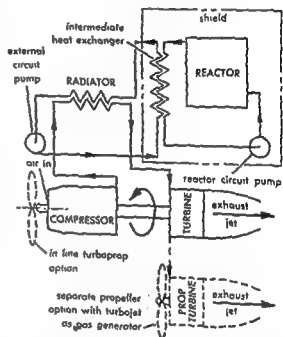 shield
intermediate
heat exchanger
external
circuit
pump
RADIATOR
REACTOR
air in
reactor circuit pump
COMPRESSOR
TURBINE
exhaust
jet
in line turboprop
option
separate propeller
option with turbojet
as gas generator
PROP
TURBINE
exhaust
jet